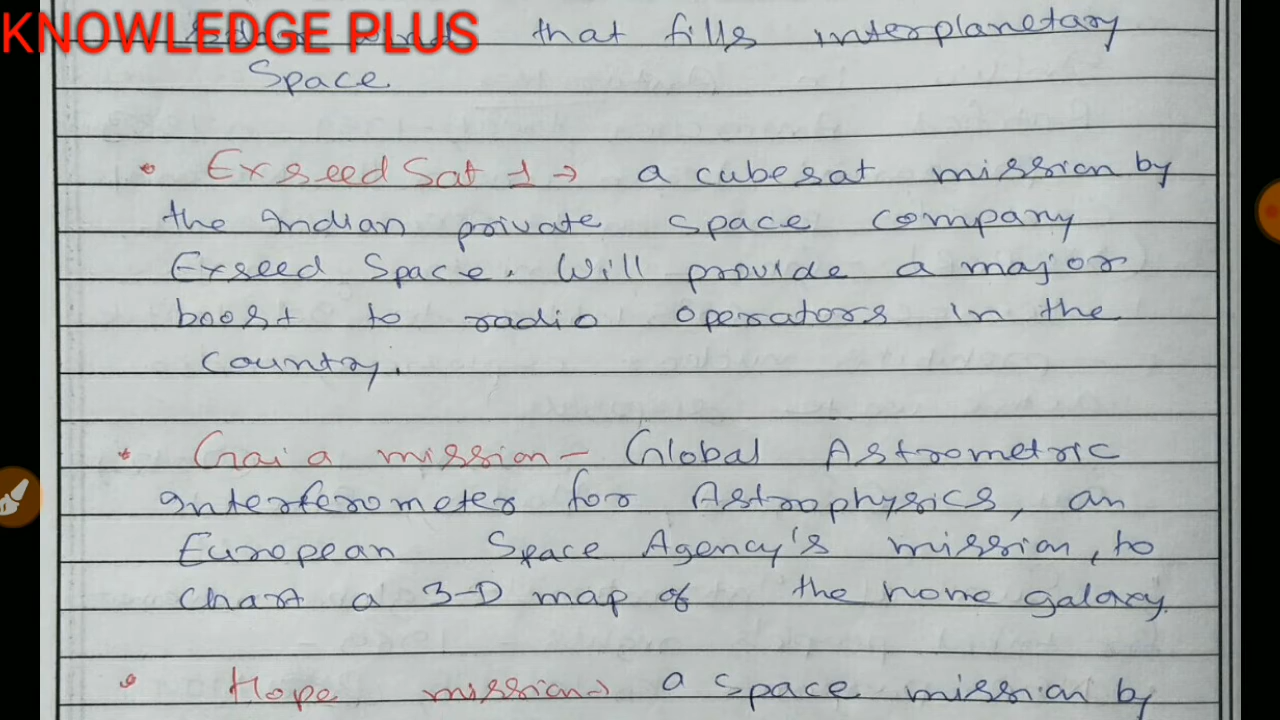 KNOWLEDGE PLUS
that fills interplanetary
Space
• Exseed Sat 1 → a cubesat mission by
the Indian private space company
Exseed Space. Will provide a major
boost to radio operators in the
country.
• Gaia mission – Global Astrometric
Interferometer for Astrophysics, an
European Space Agency's mission, to
chart a 3-D map of the home galaxy.
• Hope mission → a space mission by